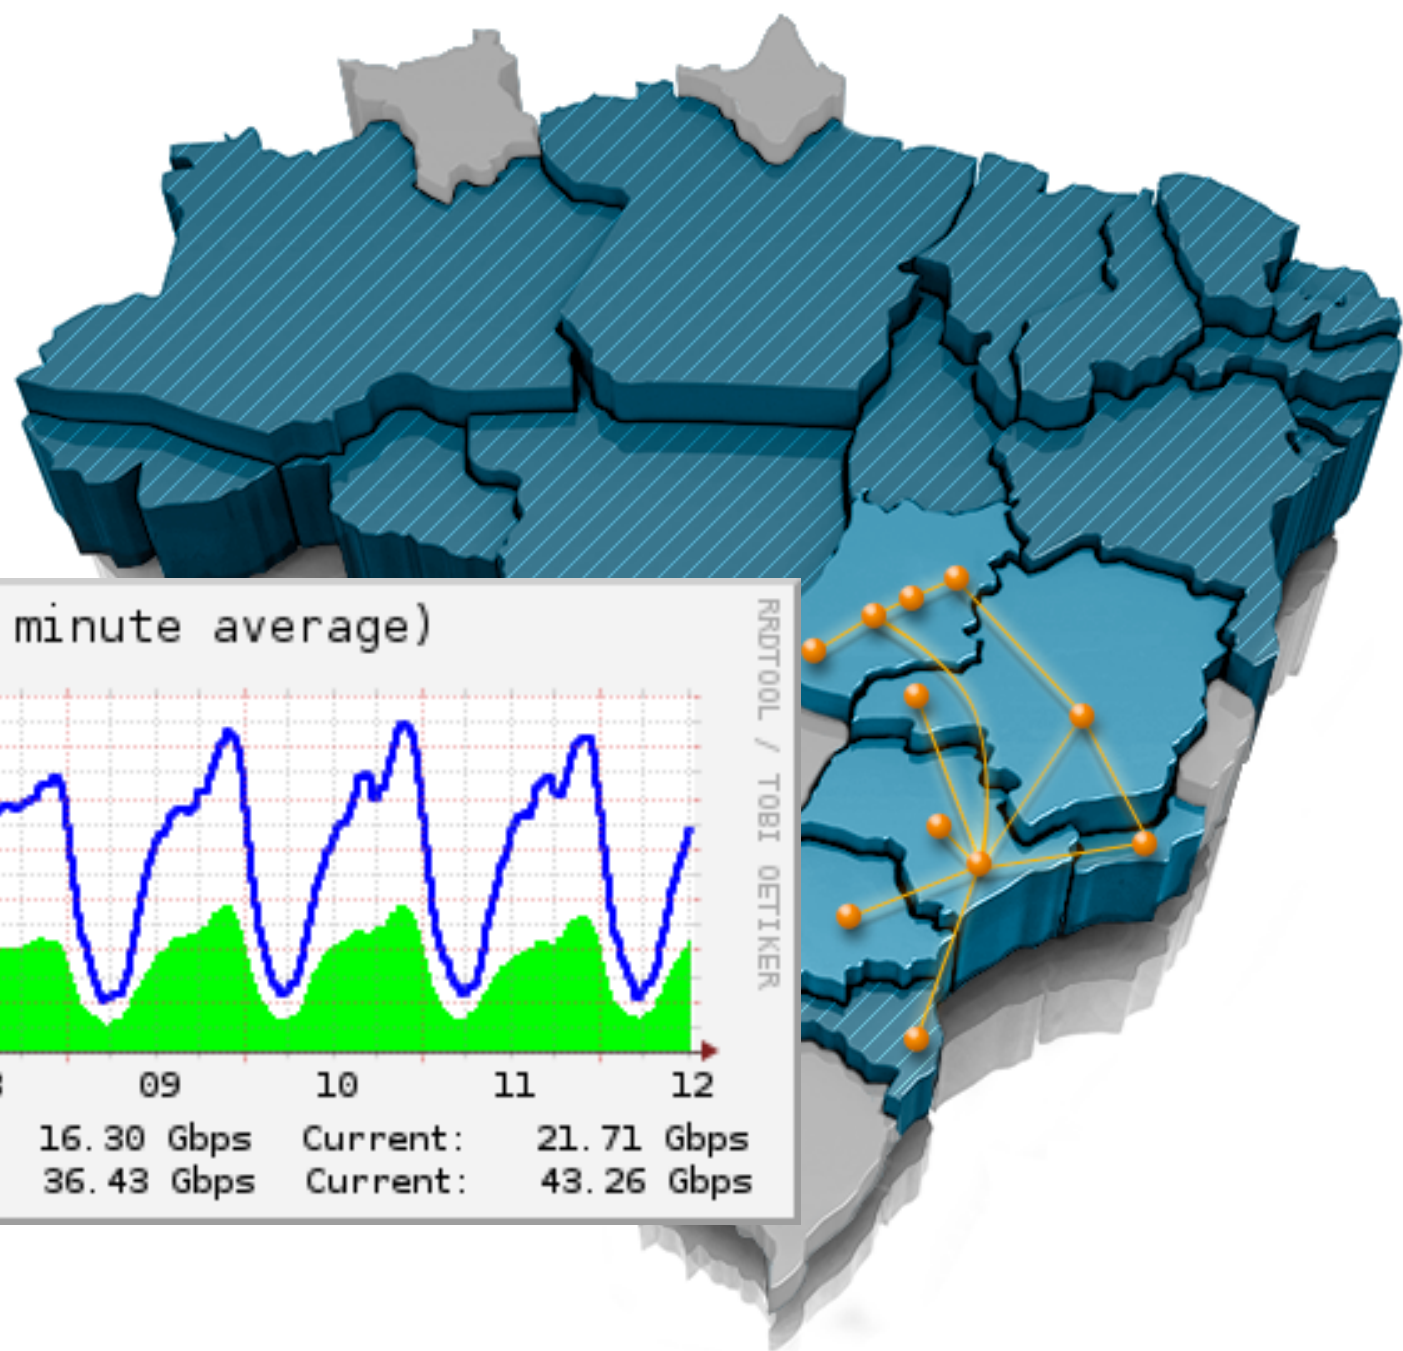 minute average)
RRDTOOL / TOBI OETIKER
09 10 11 12
16.30 Gbps Current: 21.71 Gbps
36.43 Gbps Current: 43.26 Gbps